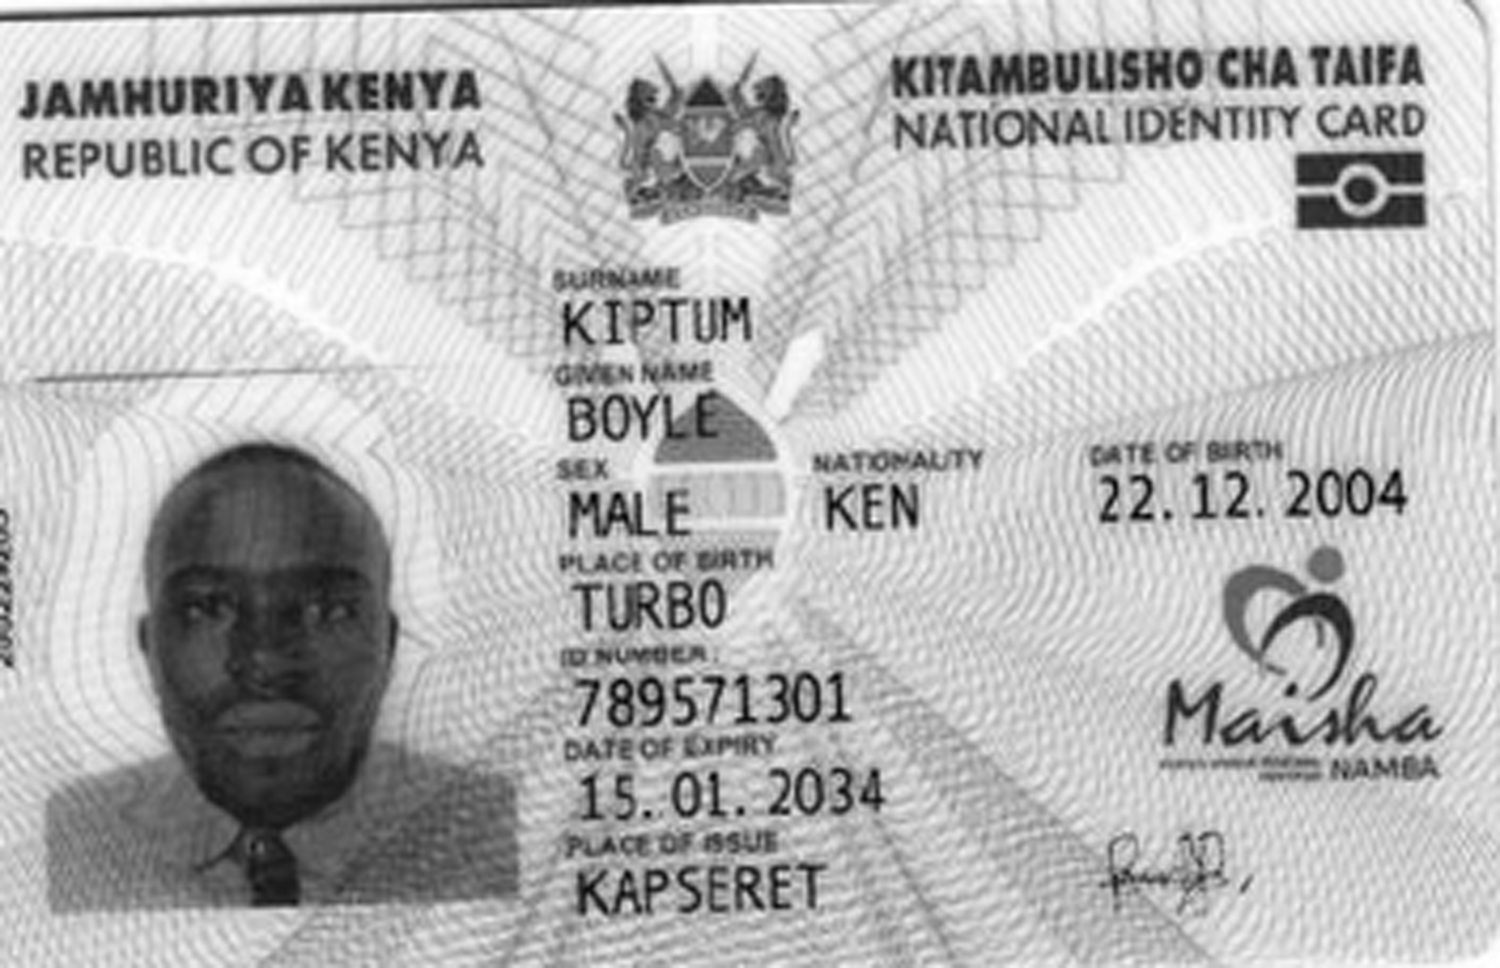 JAMHURI YA KENYA
REPUBLIC OF KENYA
KITAMBULISHO CHA TAIFA
NATIONAL IDENTITY CARD
SURNAME
KIPTUM
GIVEN NAME
BOYLE
SEX
MALE
NATIONALITY
KEN
DATE OF BIRTH
22. 12. 2004
PLACE OF BIRTH
TURBO
ID NUMBER
789571301
DATE OF EXPIRY
15. 01. 2034
PLACE OF ISSUE
KAPSERET
Maisha
NAMBA